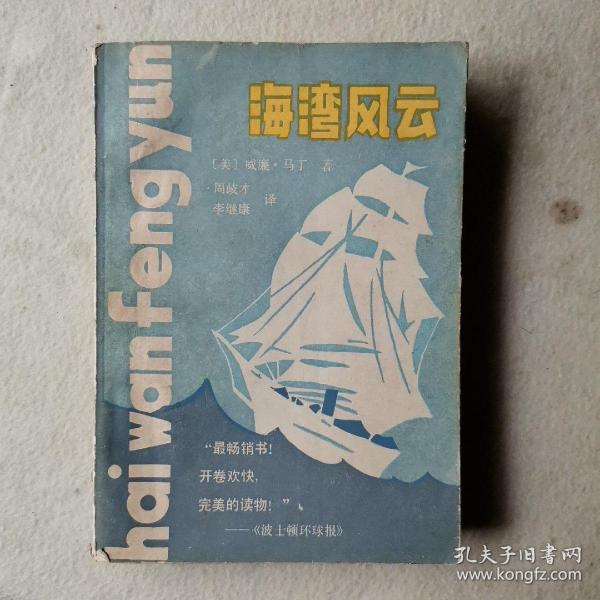 hai wan feng yun
海湾风云
〔美〕威廉·马丁 著
周岐才
李继康 译
“最畅销书！
开卷欢快，
完美的读物！”
——《波士顿环球报》
孔夫子旧书网
www.kongfz.com